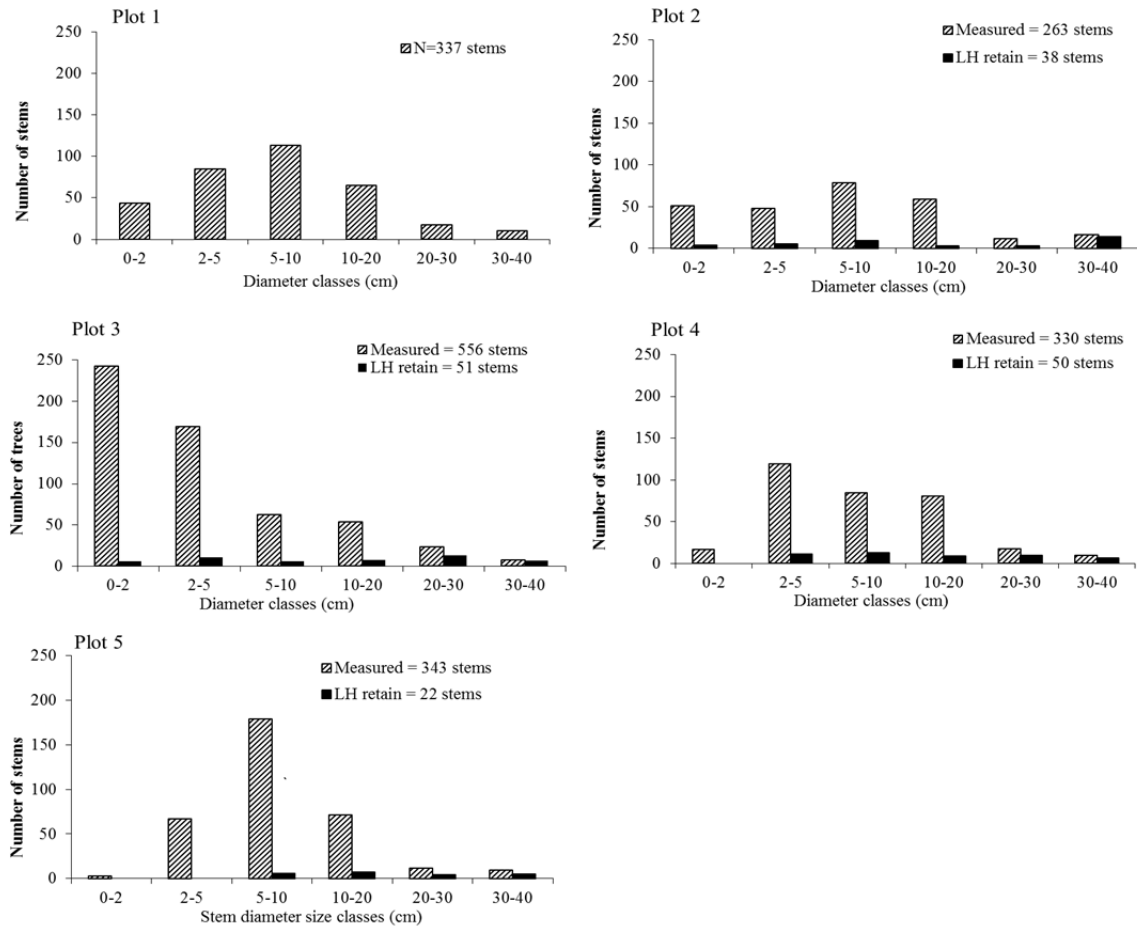 Plot 1
250
200
150
100
50
0
Number of stems
N=337 stems
0-2 2-5 5-10 10-20 20-30 30-40
Diameter classes (cm)
Plot 2
250
200
150
100
50
0
Number of stems
Measured = 263 stems
LH retain = 38 stems
0-2 2-5 5-10 10-20 20-30 30-40
Diameter classes (cm)
Plot 3
250
200
150
100
50
0
Number of trees
Measured = 556 stems
LH retain = 51 stems
0-2 2-5 5-10 10-20 20-30 30-40
Diameter classes (cm)
Plot 4
250
200
150
100
50
0
Number of stems
Measured = 330 stems
LH retain = 50 stems
0-2 2-5 5-10 10-20 20-30 30-40
Diameter classes (cm)
Plot 5
250
200
150
100
50
0
Number of stems
Measured = 343 stems
LH retain = 22 stems
0-2 2-5 5-10 10-20 20-30 30-40
Stem diameter size classes (cm)